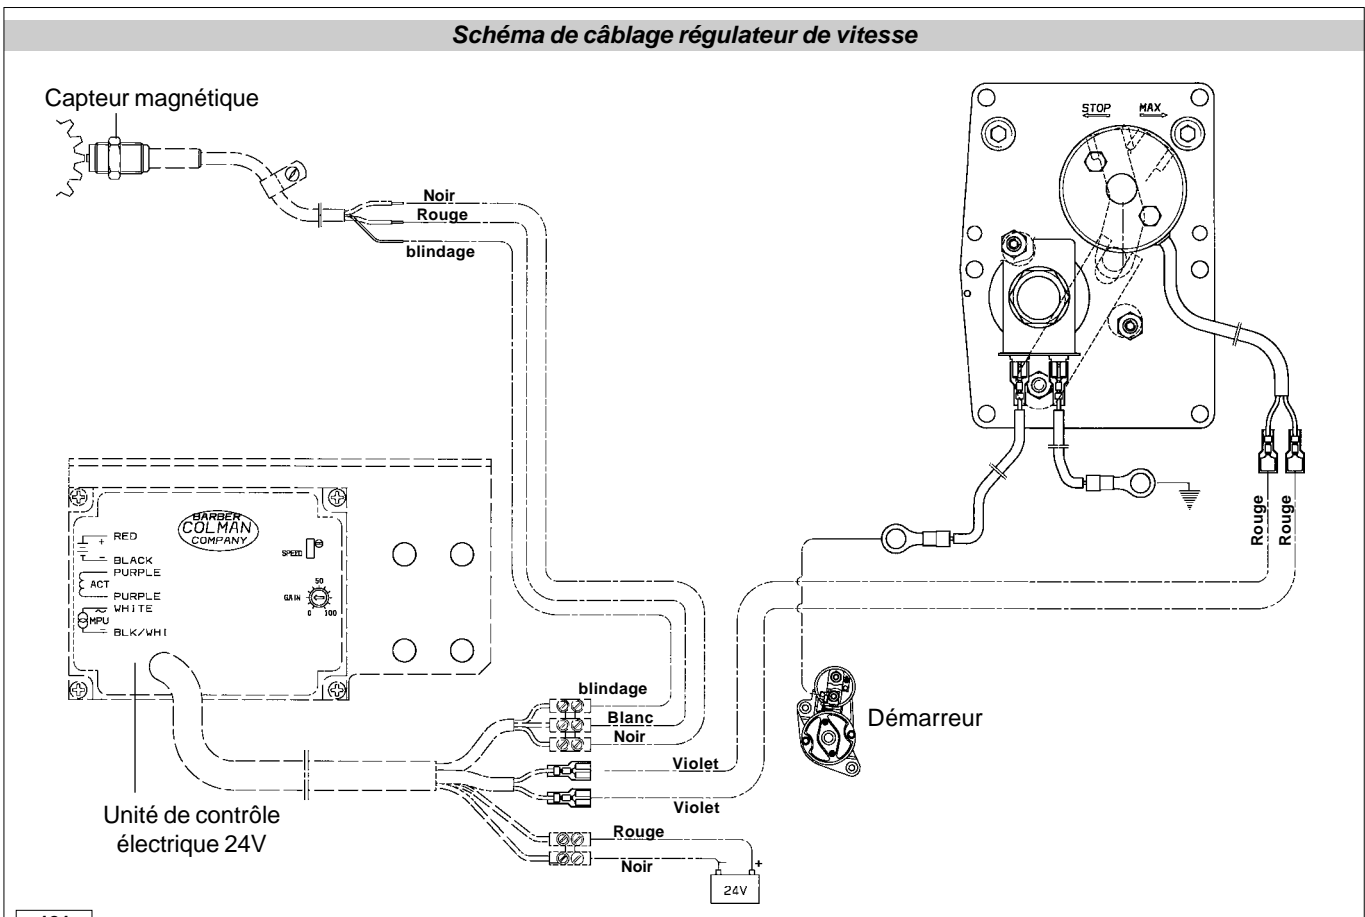 Schéma de câblage régulateur de vitesse
Capteur magnétique
STOP MAX
Noir
Rouge
blindage
BARBER
COLMAN
COMPANY
RED
+
-
BLACK
PURPLE
ACT
PURPLE
WHITE
MPU
BLK/WHI
SPEED
50
GAIN
0 100
Rouge
Rouge
blindage
Blanc
Noir
Démarreur
Violet
Violet
Unité de contrôle
électrique 24V
Rouge
Noir
+
24V